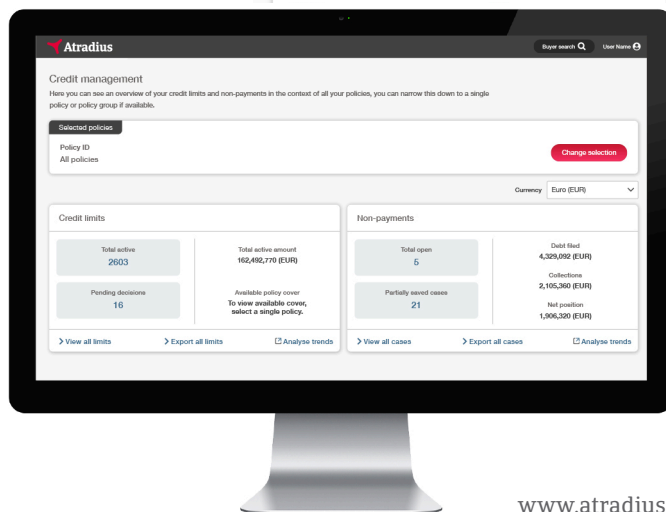 Atradius
Buyer search
User Name
Credit management
Here you can see an overview of your credit limits and non-payments in the context of all your policies, you can narrow this down to a single
policy or policy group if available.
Selected policies
Policy ID
All policies
Change selection
Currency
Euro (EUR)
Credit limits
Total active
2603
Total active amount
162,492,770 (EUR)
Pending decisions
16
Available policy cover
To view available cover,
select a single policy.
View all limits
Export all limits
Analyse trends
Non-payments
Total open
5
Debt filed
4,329,092 (EUR)
Collections
2,105,360 (EUR)
Partially saved cases
21
Net position
1,906,320 (EUR)
View all cases
Export all cases
Analyse trends
www.atradius